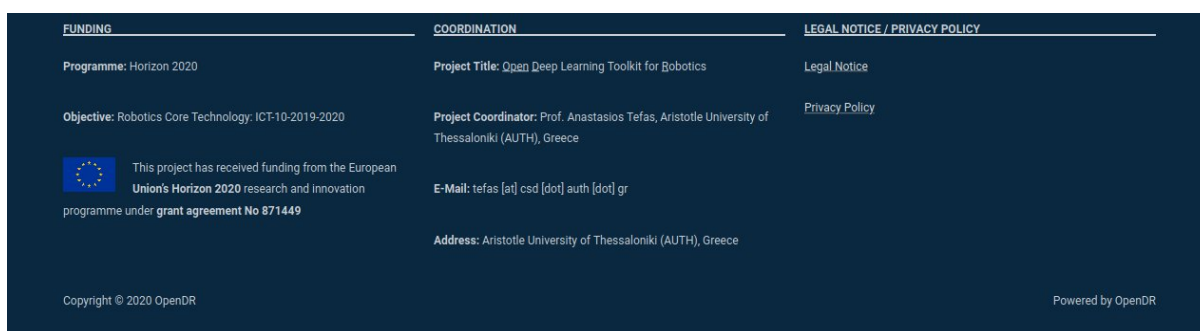 FUNDING
Programme: Horizon 2020
Objective: Robotics Core Technology: ICT-10-2019-2020
This project has received funding from the European
Union's Horizon 2020 research and innovation
programme under grant agreement No 871449
COORDINATION
Project Title: Open Deep Learning Toolkit for Robotics
Project Coordinator: Prof. Anastasios Tefas, Aristotle University of
Thessaloniki (AUTH), Greece
E-Mail: tefas [at] csd [dot] auth [dot] gr
Address: Aristotle University of Thessaloniki (AUTH), Greece
LEGAL NOTICE / PRIVACY POLICY
Legal Notice
Privacy Policy
Copyright © 2020 OpenDR
Powered by OpenDR